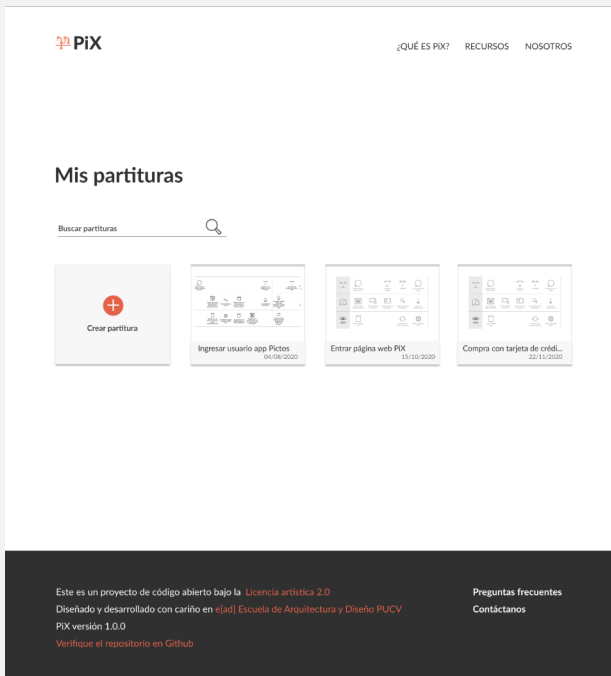 PiX
¿QUÉ ES PiX? RECURSOS NOSOTROS
Mis partituras
Buscar partituras
Crear partitura
Ingresar usuario app Pictos
04/08/2020
Entrar página web PiX
15/10/2020
Compra con tarjeta de crédi...
22/11/2020
Este es un proyecto de código abierto bajo la Licencia artistica 2.0
Diseñado y desarrollado con cariño en e[ad] Escuela de Arquitectura y Diseño PUCV
PiX versión 1.0.0
Verifique el repositorio en Github
Preguntas frecuentes
Contáctanos